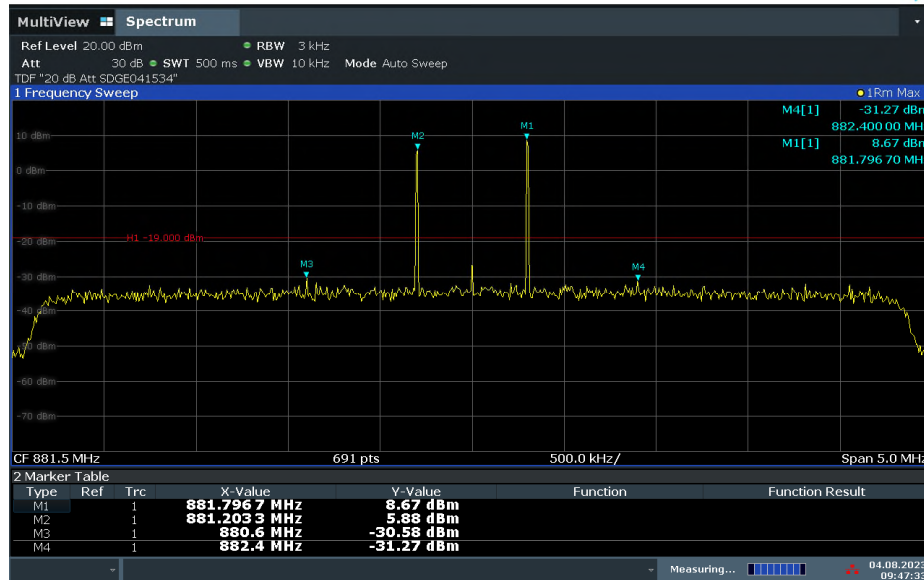 MultiView Spectrum
Ref Level 20.00 dBm RBW 3 kHz
Att 30 dB SWT 500 ms VBW 10 kHz Mode Auto Sweep
TDF "20 dB Att SDGE041534"
1 Frequency Sweep 1Rm Max
M4[1] -31.27 dBm
882.400 00 MH
M1[1] 8.67 dBm
881.796 70 MH
M1
M2
10 dBm
0 dBm
-10 dBm
H1 -19.000 dBm
-20 dBm
M3
M4
-30 dBm
-40 dBm
-50 dBm
-60 dBm
-70 dBm
CF 881.5 MHz 691 pts 500.0 kHz/ Span 5.0 MHz
2 Marker Table
Type Ref Trc X-Value Y-Value Function Function Result
M1 1 881.796 7 MHz 8.67 dBm
M2 1 881.203 3 MHz 5.88 dBm
M3 1 880.6 MHz -30.58 dBm
M4 1 882.4 MHz -31.27 dBm
Measuring...
09:47:33